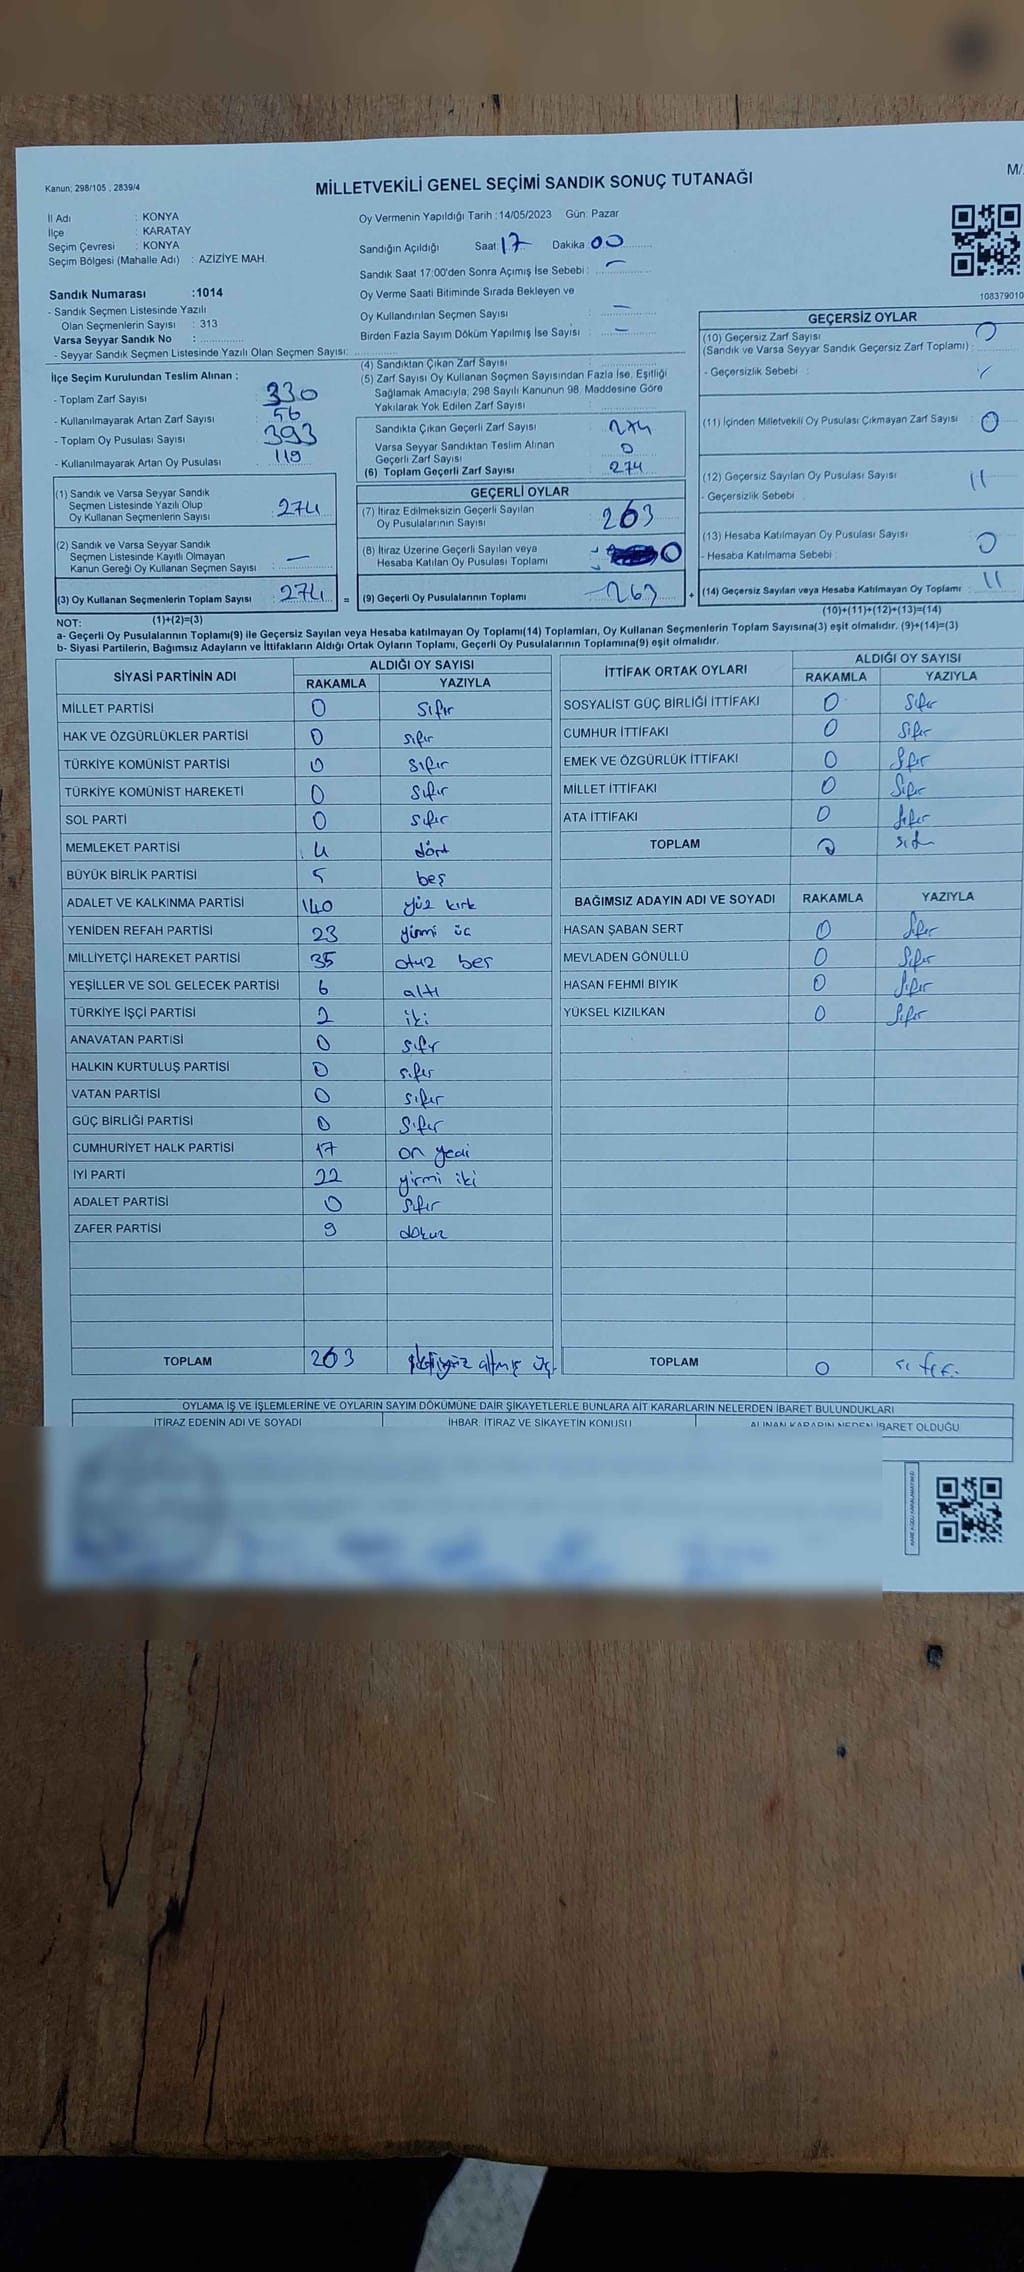 Kanun; 298/105 , 2839/4
MİLLETVEKİLİ GENEL SEÇİMİ SANDIK SONUÇ TUTANAĞI
M/
İl Adı : KONYA
İlçe : KARATAY
Seçim Çevresi : KONYA
Seçim Bölgesi (Mahalle Adı) : AZİZİYE MAH.
Oy Vermenin Yapıldığı Tarih : 14/05/2023 Gün: Pazar
Sandığın Açıldığı Saat 17 Dakika 00
Sandık Saat 17:00'den Sonra Açımış İse Sebebi :
Oy Verme Saati Bitiminde Sırada Bekleyen ve
Oy Kullandırılan Seçmen Sayısı : —
Birden Fazla Sayım Döküm Yapılmış İse Sayısı : —
Sandık Numarası :1014
- Sandık Seçmen Listesinde Yazılı
Olan Seçmenlerin Sayısı : 313
Varsa Seyyar Sandık No :
- Seyyar Sandık Seçmen Listesinde Yazılı Olan Seçmen Sayısı:
108379010
İlçe Seçim Kurulundan Teslim Alınan :
- Toplam Zarf Sayısı : 330
- Kullanılmayarak Artan Zarf Sayısı : 56
- Toplam Oy Pusulası Sayısı : 393
- Kullanılmayarak Artan Oy Pusulası : 119
(4) Sandıktan Çıkan Zarf Sayısı
(5) Zarf Sayısı Oy Kullanan Seçmen Sayısından Fazla İse, Eşitliği
Sağlamak Amacıyla, 298 Sayılı Kanunun 98. Maddesine Göre
Yakılarak Yok Edilen Zarf Sayısı
Sandıkta Çıkan Geçerli Zarf Sayısı 274
Varsa Seyyar Sandıktan Teslim Alınan
Geçerli Zarf Sayısı 0
(6) Toplam Geçerli Zarf Sayısı 274
GEÇERSİZ OYLAR
(10) Geçersiz Zarf Sayısı 0
(Sandık ve Varsa Seyyar Sandık Geçersiz Zarf Toplamı) :
- Geçersizlik Sebebi :
(11) İçinden Milletvekili Oy Pusulası Çıkmayan Zarf Sayısı : 0
(12) Geçersiz Sayılan Oy Pusulası Sayısı 11
- Geçersizlik Sebebi
(13) Hesaba Katılmayan Oy Pusulası Sayısı 0
- Hesaba Katılmama Sebebi :
(14) Geçersiz Sayılan veya Hesaba Katılmayan Oy Toplamı : 11
(10)+(11)+(12)+(13)=(14)
(1) Sandık ve Varsa Seyyar Sandık
Seçmen Listesinde Yazılı Olup
Oy Kullanan Seçmenlerin Sayısı : 274
(2) Sandık ve Varsa Seyyar Sandık
Seçmen Listesinde Kayıtlı Olmayan
Kanun Gereği Oy Kullanan Seçmen Sayısı : —
(3) Oy Kullanan Seçmenlerin Toplam Sayısı : 274 =
(1)+(2)=(3)
GEÇERLİ OYLAR
(7) İtiraz Edilmeksizin Geçerli Sayılan
Oy Pusulalarının Sayısı 263
(8) İtiraz Üzerine Geçerli Sayılan veya
Hesaba Katılan Oy Pusulası Toplamı 0
(9) Geçerli Oy Pusulalarının Toplamı 263 +
NOT:
a- Geçerli Oy Pusulalarının Toplamı(9) ile Geçersiz Sayılan veya Hesaba katılmayan Oy Toplamı(14) Toplamları, Oy Kullanan Seçmenlerin Toplam Sayısına(3) eşit olmalıdır. (9)+(14)=(3)
b- Siyasi Partilerin, Bağımsız Adayların ve İttifakların Aldığı Ortak Oyların Toplamı, Geçerli Oy Pusulalarının Toplamına(9) eşit olmalıdır.
SİYASİ PARTİNİN ADI ALDIĞI OY SAYISI
RAKAMLA YAZIYLA
MİLLET PARTİSİ 0 sıfır
HAK VE ÖZGÜRLÜKLER PARTİSİ 0 sıfır
TÜRKİYE KOMÜNİST PARTİSİ 0 sıfır
TÜRKİYE KOMÜNİST HAREKETİ 0 sıfır
SOL PARTİ 0 sıfır
MEMLEKET PARTİSİ 4 dört
BÜYÜK BİRLİK PARTİSİ 5 beş
ADALET VE KALKINMA PARTİSİ 140 yüz kırk
YENİDEN REFAH PARTİSİ 23 yirmi üç
MİLLİYETÇİ HAREKET PARTİSİ 35 otuz beş
YEŞİLLER VE SOL GELECEK PARTİSİ 6 altı
TÜRKİYE İŞÇİ PARTİSİ 2 iki
ANAVATAN PARTİSİ 0 sıfır
HALKIN KURTULUŞ PARTİSİ 0 sıfır
VATAN PARTİSİ 0 sıfır
GÜÇ BİRLİĞİ PARTİSİ 0 sıfır
CUMHURİYET HALK PARTİSİ 17 on yedi
İYİ PARTİ 22 yirmi iki
ADALET PARTİSİ 0 sıfır
ZAFER PARTİSİ 9 dokuz
TOPLAM 263 ikiyüz altmış üç
İTTİFAK ORTAK OYLARI ALDIĞI OY SAYISI
RAKAMLA YAZIYLA
SOSYALİST GÜÇ BİRLİĞİ İTTİFAKI 0 sıfır
CUMHUR İTTİFAKI 0 sıfır
EMEK VE ÖZGÜRLÜK İTTİFAKI 0 sıfır
MİLLET İTTİFAKI 0 sıfır
ATA İTTİFAKI 0 sıfır
TOPLAM 0 sıfır
BAĞIMSIZ ADAYIN ADI VE SOYADI RAKAMLA YAZIYLA
HASAN ŞABAN SERT 0 sıfır
MEVLADEN GÖNÜLLÜ 0 sıfır
HASAN FEHMİ BIYIK 0 sıfır
YÜKSEL KIZILKAN 0 sıfır
TOPLAM 0 sıfır
OYLAMA İŞ VE İŞLEMLERİNE VE OYLARIN SAYIM DÖKÜMÜNE DAİR ŞİKAYETLERLE BUNLARA AİT KARARLARIN NELERDEN İBARET BULUNDUKLARI
İTİRAZ EDENİN ADI VE SOYADI İHBAR, İTİRAZ VE ŞİKAYETİN KONUSU ALINAN KARARIN NEDEN İBARET OLDUĞU